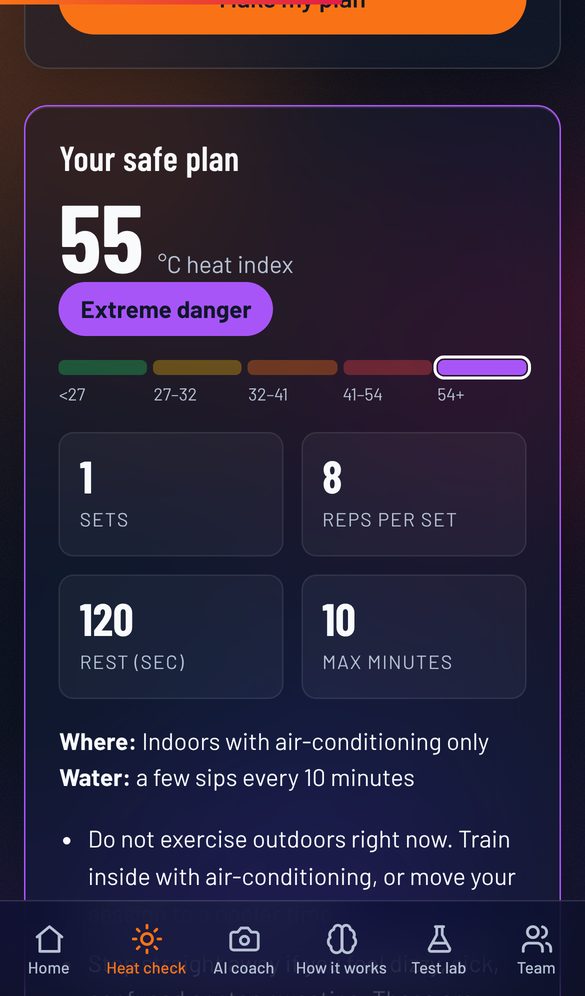 Make my plan
Your safe plan
55 °C heat index
Extreme danger
<27 27–32 32–41 41–54 54+
1
SETS
8
REPS PER SET
120
REST (SEC)
10
MAX MINUTES
Where: Indoors with air-conditioning only
Water: a few sips every 10 minutes
• Do not exercise outdoors right now. Train
inside with air-conditioning, or move your
Home Heat check AI coach How it works Test lab Team